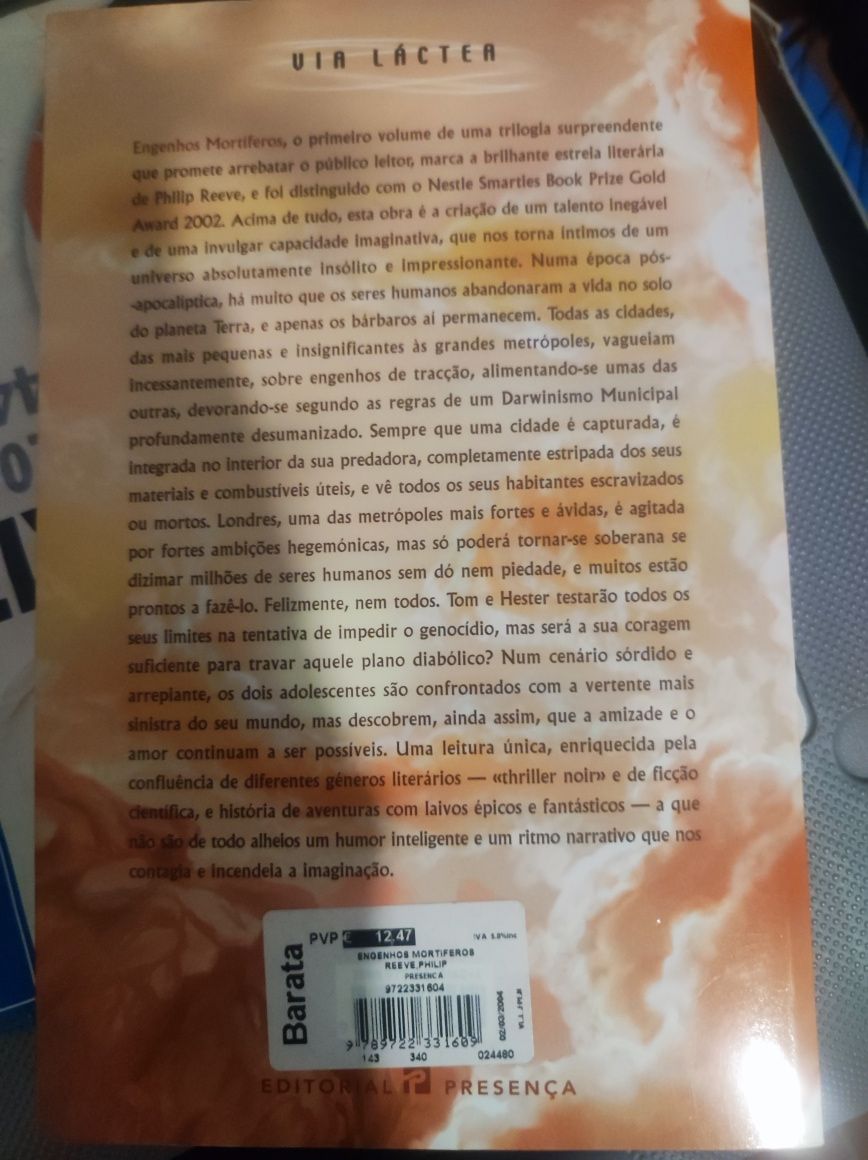 VIA LÁCTEA
Engenhos Mortíferos, o primeiro volume de uma trilogia surpreendente
que promete arrebatar o público leitor, marca a brilhante estreia literária
de Philip Reeve, e foi distinguido com o Nestle Smarties Book Prize Gold
Award 2002. Acima de tudo, esta obra é a criação de um talento inegável
e de uma invulgar capacidade imaginativa, que nos torna íntimos de um
universo absolutamente insólito e impressionante. Numa época pós-
-apocalíptica, há muito que os seres humanos abandonaram a vida no solo
do planeta Terra, e apenas os bárbaros aí permanecem. Todas as cidades,
das mais pequenas e insignificantes às grandes metrópoles, vagueiam
incessantemente, sobre engenhos de tracção, alimentando-se umas das
outras, devorando-se segundo as regras de um Darwinismo Municipal
profundamente desumanizado. Sempre que uma cidade é capturada, é
integrada no interior da sua predadora, completamente estripada dos seus
materiais e combustíveis úteis, e vê todos os seus habitantes escravizados
ou mortos. Londres, uma das metrópoles mais fortes e ávidas, é agitada
por fortes ambições hegemónicas, mas só poderá tornar-se soberana se
dizimar milhões de seres humanos sem dó nem piedade, e muitos estão
prontos a fazê-lo. Felizmente, nem todos. Tom e Hester testarão todos os
seus limites na tentativa de impedir o genocídio, mas será a sua coragem
suficiente para travar aquele plano diabólico? Num cenário sórdido e
arrepiante, os dois adolescentes são confrontados com a vertente mais
sinistra do seu mundo, mas descobrem, ainda assim, que a amizade e o
amor continuam a ser possíveis. Uma leitura única, enriquecida pela
confluência de diferentes géneros literários — «thriller noir» e de ficção
científica, e história de aventuras com laivos épicos e fantásticos — a que
não são de todo alheios um humor inteligente e um ritmo narrativo que nos
contagia e incendeia a imaginação.
Barata
PVP € 12,47
IVA 5.0%inc
ENGENHOS MORTIFEROS
REEVE,PHILIP
PRESENCA
9722331604
02/03/2004
9 789722 331609
143 340 024480
EDITORIAL PRESENÇA